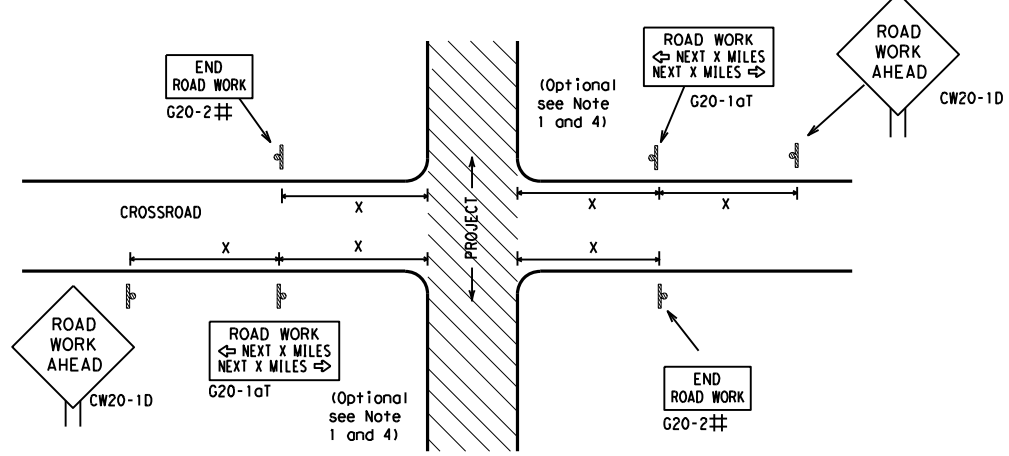 ROAD WORK
⇦ NEXT X MILES
NEXT X MILES ⇨
G20-1aT
ROAD
WORK
AHEAD
CW20-1D
END
ROAD WORK
G20-2#
(Optional
see Note
1 and 4)
X
X
X
CROSSROAD
PROJECT
X
X
X
ROAD
WORK
AHEAD
CW20-1D
ROAD WORK
⇦ NEXT X MILES
NEXT X MILES ⇨
G20-1aT
(Optional
see Note
1 and 4)
END
ROAD WORK
G20-2#